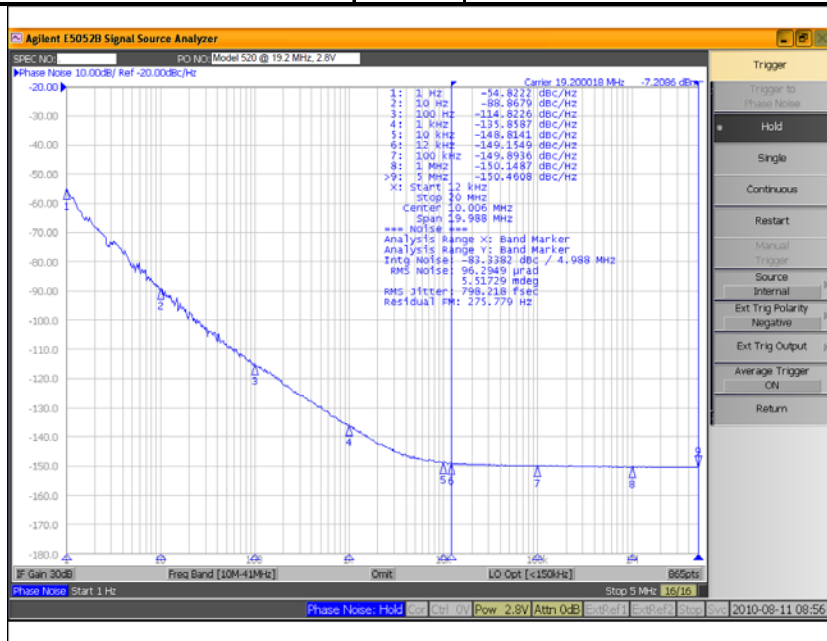 Agilent E5052B Signal Source Analyzer
SPEC NO: PO NO: Model 520 @ 19.2 MHz, 2.8V
Phase Noise 10.00dB/ Ref -20.00dBc/Hz
Carrier 19.200018 MHz -7.2086 dBm
1: 1 Hz -54.8222 dBc/Hz
2: 10 Hz -88.8679 dBc/Hz
3: 100 Hz -114.8226 dBc/Hz
4: 1 kHz -135.8587 dBc/Hz
5: 10 kHz -148.8141 dBc/Hz
6: 12 kHz -149.1549 dBc/Hz
7: 100 kHz -149.8936 dBc/Hz
8: 1 MHz -150.1487 dBc/Hz
>9: 5 MHz -150.4608 dBc/Hz
X: Start 12 kHz
Stop 20 MHz
Center 10.006 MHz
Span 19.988 MHz
=== Noise ===
Analysis Range X: Band Marker
Analysis Range Y: Band Marker
Intg Noise: -83.3382 dBc / 4.988 MHz
RMS Noise: 96.2949 µrad
5.51729 mdeg
RMS Jitter: 798.218 fsec
Residual FM: 275.779 Hz
-20.00
-30.00
-40.00
-50.00
-60.00
-70.00
-80.00
-90.00
-100.0
-110.0
-120.0
-130.0
-140.0
-150.0
-160.0
-170.0
-180.0
1
2
3
4
5
6
7
8
9
IF Gain 30dB Freq Band [10M-41MHz] Omit LO Opt [<150kHz] 865pts
Phase Noise Start 1 Hz Stop 5 MHz 16/16
Phase Noise: Hold Cor Ctrl 0V Pow 2.8V Attn 0dB ExtRef1 ExtRef2 Stop Svc 2010-08-11 08:56
Trigger
Trigger to
Phase Noise
Hold
Single
Continuous
Restart
Manual
Trigger
Source
Internal
Ext Trig Polarity
Negative
Ext Trig Output
Average Trigger
ON
Return